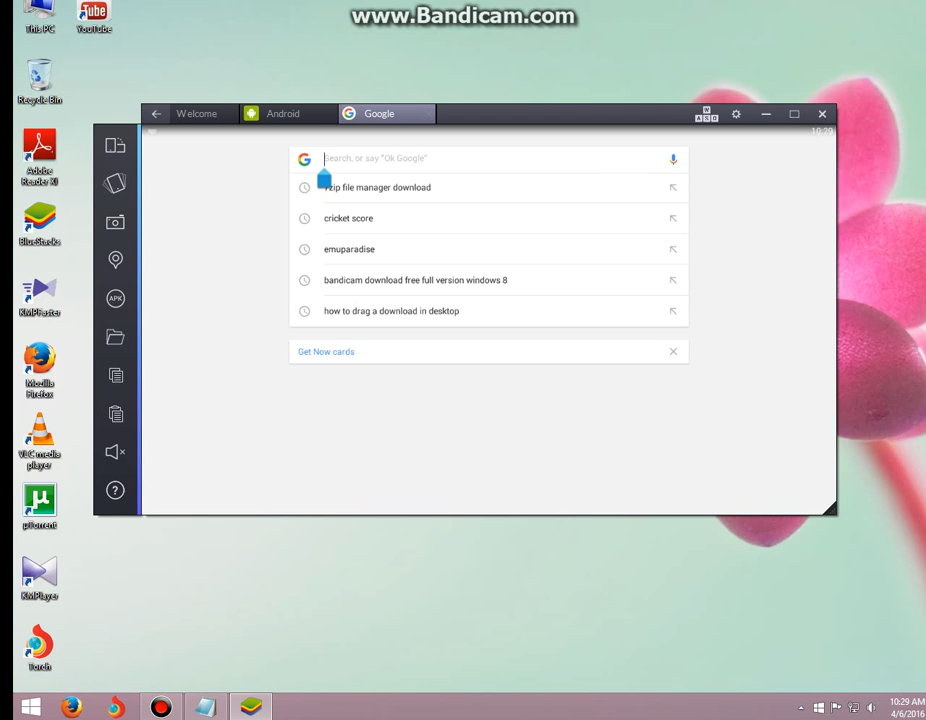 www.Bandicam.com
This PC
YouTube
Recycle Bin
Adobe
Reader XI
BlueStacks
KMPFaster
Mozilla
Firefox
VLC media
player
µTorrent
KMPlayer
Torch
Welcome
Android
Google
10:29
Search, or say "Ok Google"
7zip file manager download
cricket score
emuparadise
bandicam download free full version windows 8
how to drag a download in desktop
Get Now cards
APK
10:29 AM
4/6/2016